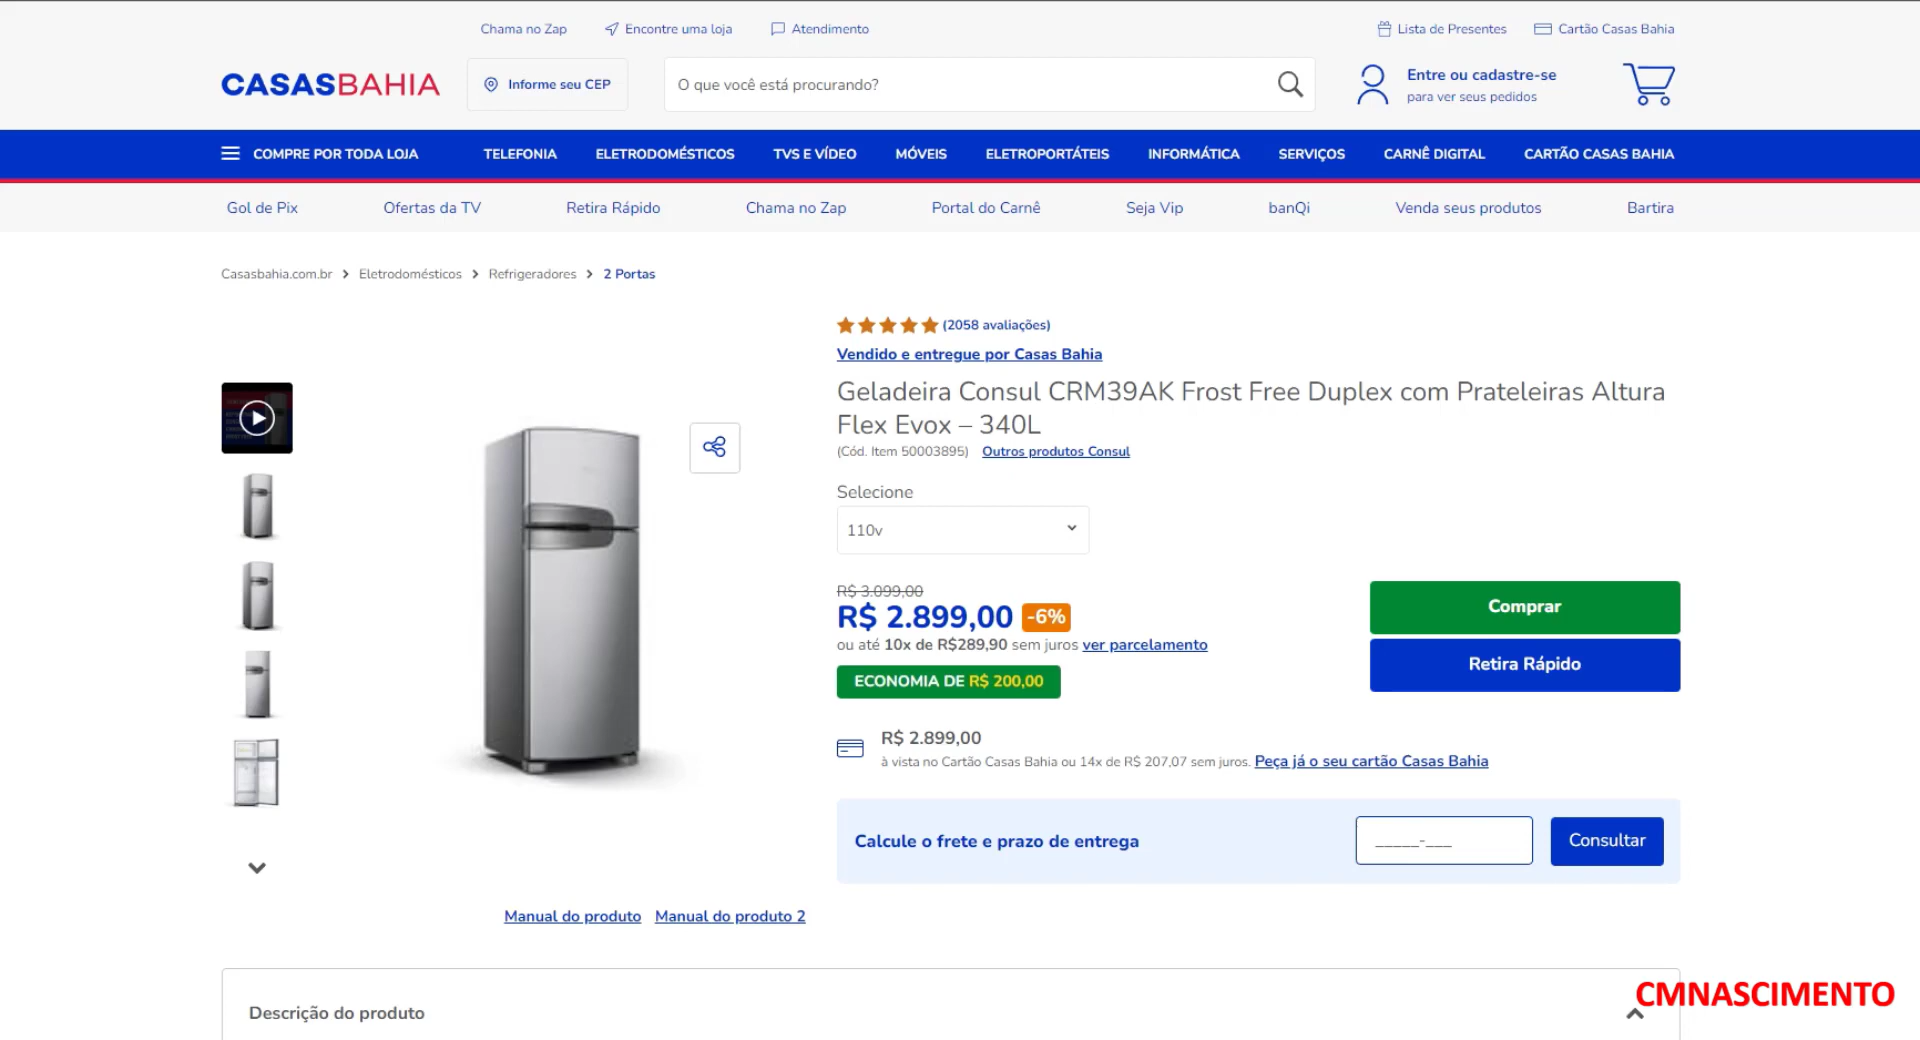 Chama no Zap
Encontre uma loja
Atendimento
Lista de Presentes
Cartão Casas Bahia
CASASBAHIA
Informe seu CEP
O que você está procurando?
Entre ou cadastre-se
para ver seus pedidos
COMPRE POR TODA LOJA
TELEFONIA
ELETRODOMÉSTICOS
TVS E VÍDEO
MÓVEIS
ELETROPORTÁTEIS
INFORMÁTICA
SERVIÇOS
CARNÊ DIGITAL
CARTÃO CASAS BAHIA
Gol de Pix
Ofertas da TV
Retira Rápido
Chama no Zap
Portal do Carnê
Seja Vip
banQi
Venda seus produtos
Bartira
Casasbahia.com.br > Eletrodomésticos > Refrigeradores > 2 Portas
(2058 avaliações)
Vendido e entregue por Casas Bahia
Geladeira Consul CRM39AK Frost Free Duplex com Prateleiras Altura
Flex Evox – 340L
(Cód. Item 50003895) Outros produtos Consul
Selecione
110v
R$ 3.099,00
R$ 2.899,00 -6%
ou até 10x de R$289,90 sem juros ver parcelamento
ECONOMIA DE R$ 200,00
Comprar
Retira Rápido
R$ 2.899,00
à vista no Cartão Casas Bahia ou 14x de R$ 207,07 sem juros. Peça já o seu cartão Casas Bahia
Calcule o frete e prazo de entrega
_____-___
Consultar
Manual do produto
Manual do produto 2
Descrição do produto
CMNASCIMENTO